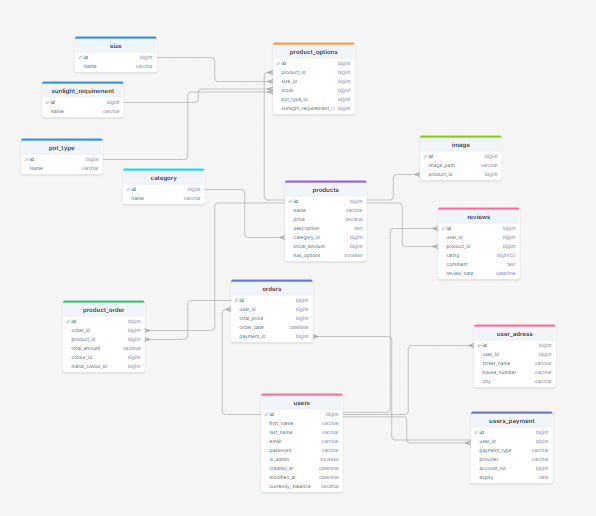 size
id bigint
Name varchar
sunlight_requirement
id bigint
Name varchar
pot_type
id bigint
Name varchar
category
id bigint
name varchar
product_options
id bigint
product_id bigint
size_id bigint
stock bigint
pot_type_id bigint
sunlight_requirement_ bigint
products
id bigint
name varchar
price decimal
description text
category_id bigint
stock_amount bigint
has_options boolean
image
id bigint
image_path varchar
product_id bigint
reviews
id bigint
user_id bigint
product_id bigint
rating bigint(5)
comment text
review_date datetime
orders
id bigint
user_id bigint
total_price bigint
order_date datetime
payment_id bigint
product_order
id bigint
order_id bigint
product_id bigint
total_amount decimal
colour_id bigint
metal_colour_id bigint
user_adress
id bigint
user_id bigint
street_name varchar
house_number varchar
city varchar
users
id bigint
first_name varchar
last_name varchar
email varchar
password varchar
is_admin boolean
created_at datetime
modified_at datetime
currency_balance decimal
users_payment
id bigint
user_id bigint
payment_type varchar
provider varchar
account_no bigint
expiry date